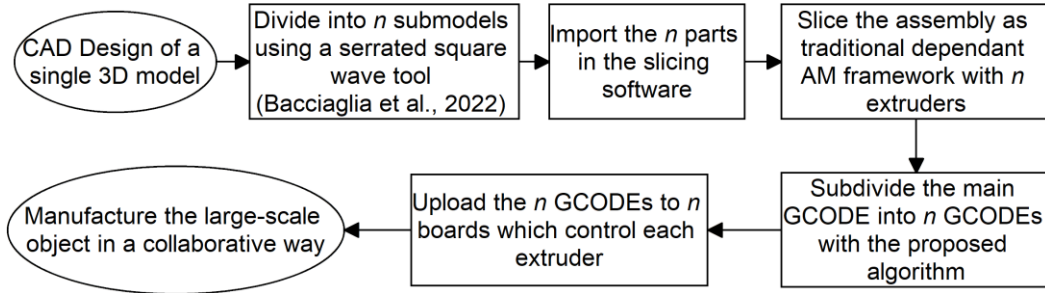 CAD Design of a
single 3D model
Divide into n submodels
using a serrated square
wave tool
(Bacciaglia et al., 2022)
Import the n parts
in the slicing
software
Slice the assembly as
traditional dependant
AM framework with n
extruders
Subdivide the main
GCODE into n GCODEs
with the proposed
algorithm
Upload the n GCODEs to n
boards which control each
extruder
Manufacture the large-scale
object in a collaborative way